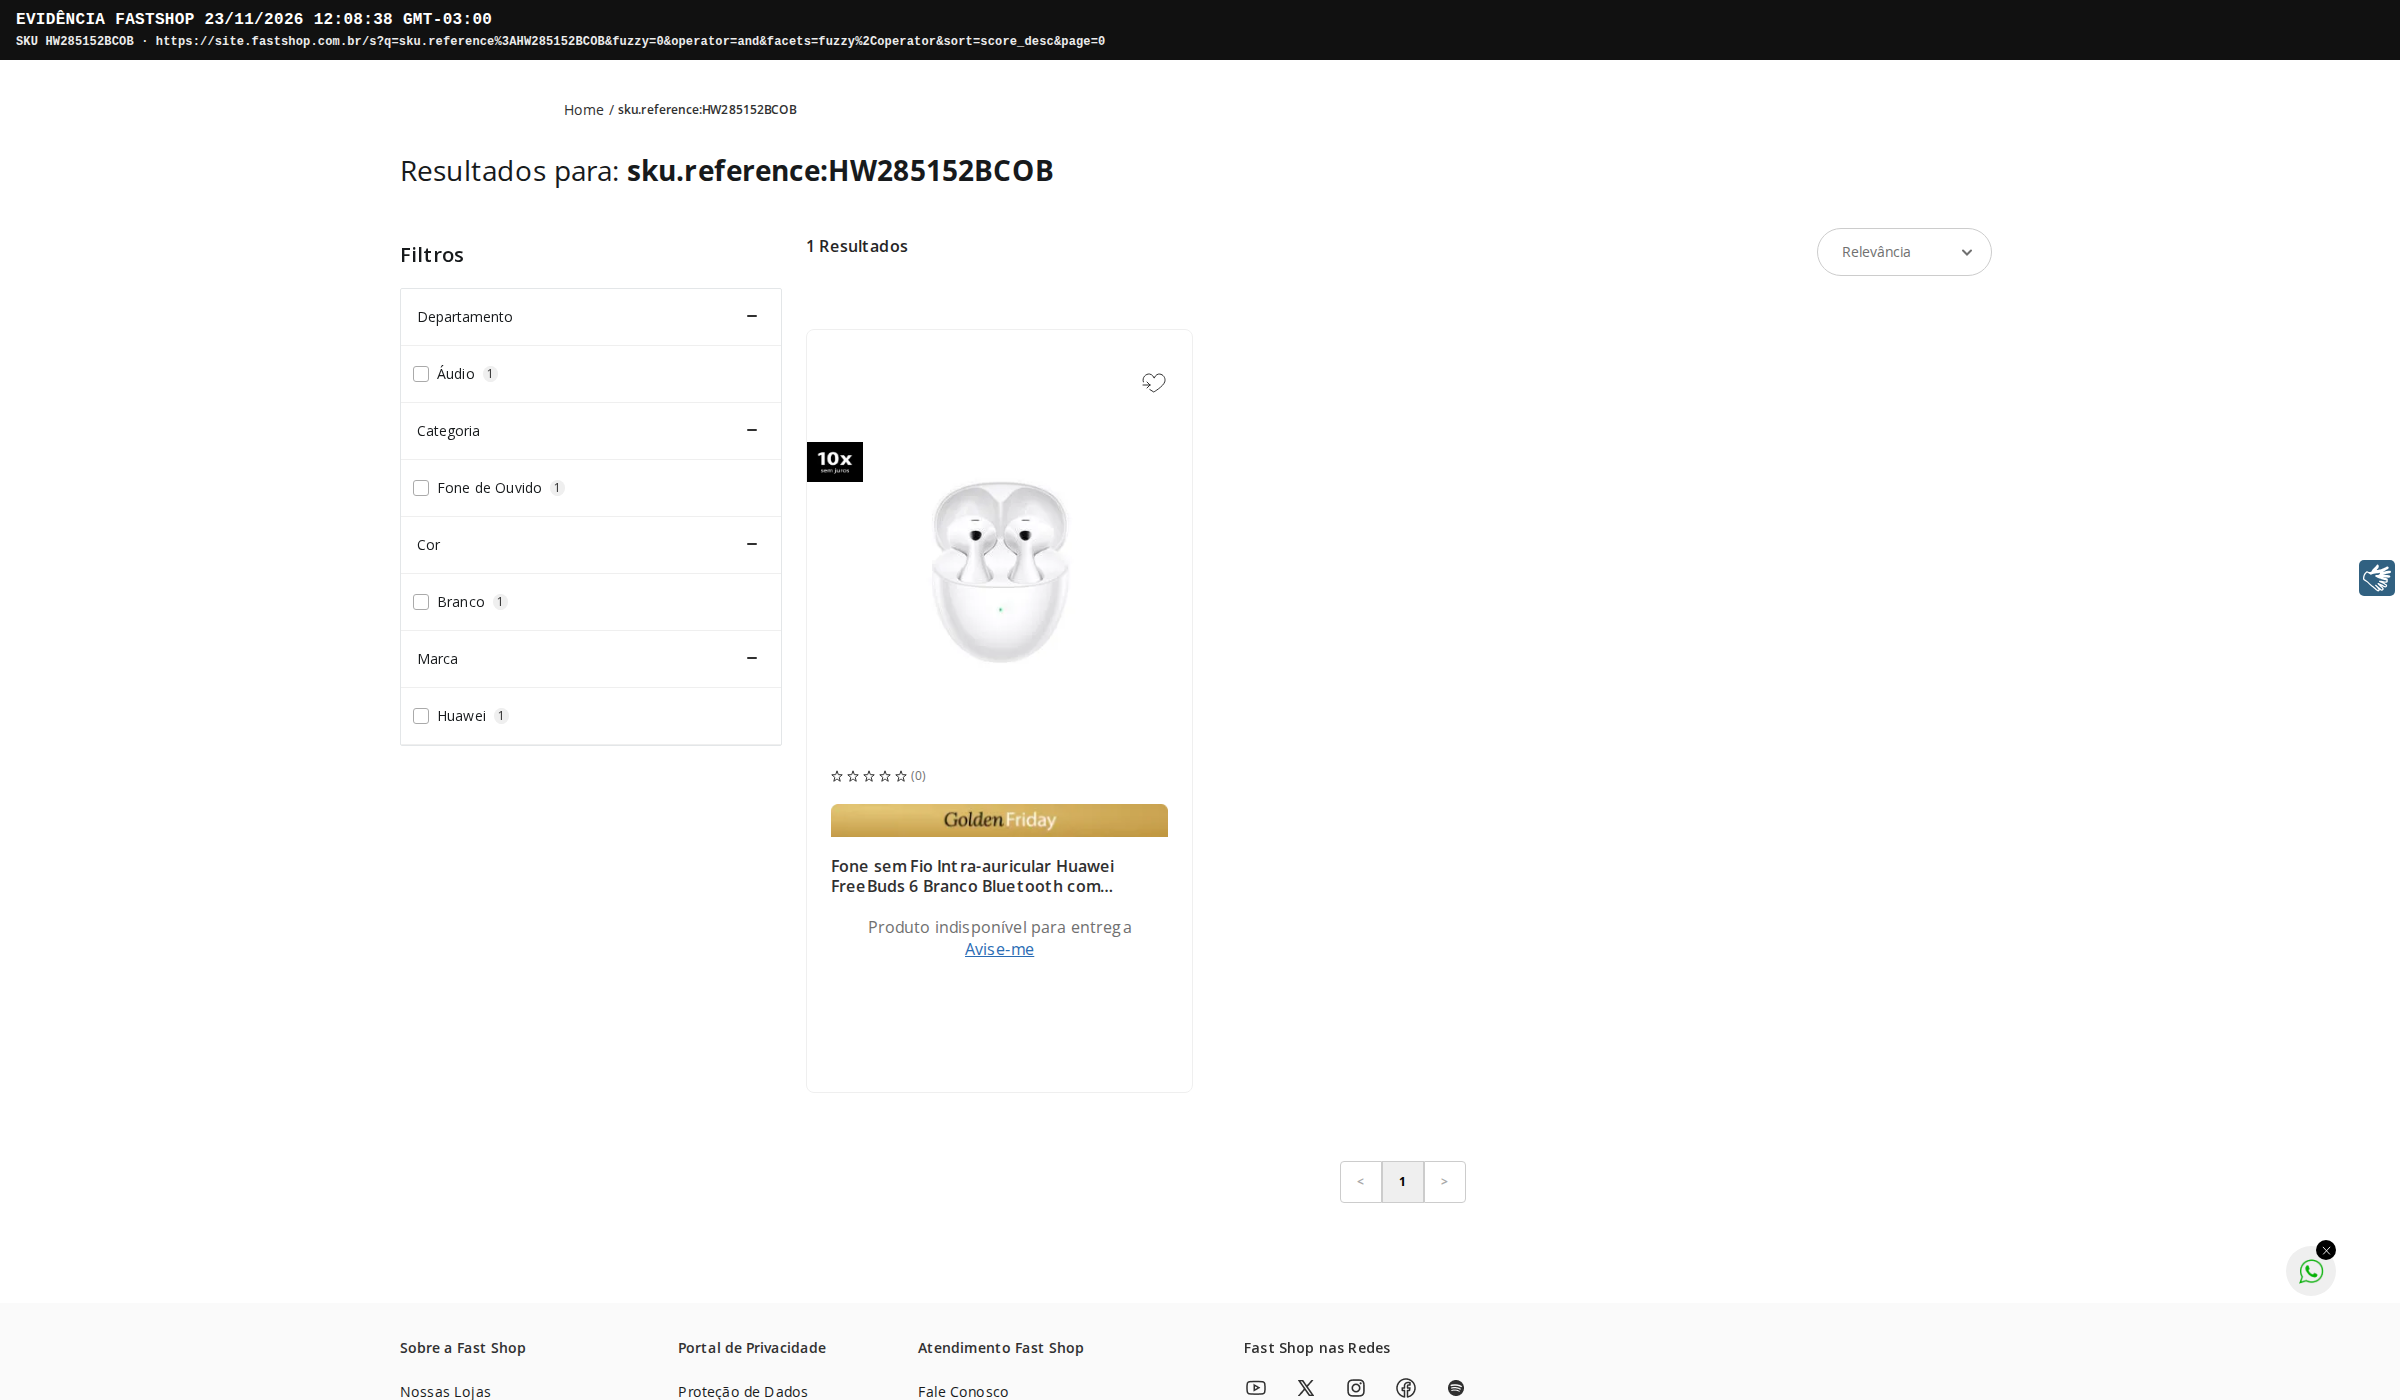 EVIDÊNCIA FASTSHOP 23/11/2026 12:08:38 GMT-03:00
SKU HW285152BCOB · https://site.fastshop.com.br/s?q=sku.reference%3AHW285152BCOB&fuzzy=0&operator=and&facets=fuzzy%2Coperator&sort=score_desc&page=0
Home / sku.reference:HW285152BCOB
Resultados para: sku.reference:HW285152BCOB
Filtros
1 Resultados
Relevância
Departamento
Áudio 1
Categoria
Fone de Ouvido 1
Cor
Branco 1
Marca
Huawei 1
10x
sem juros
(0)
Golden Friday
Fone sem Fio Intra-auricular Huawei
FreeBuds 6 Branco Bluetooth com...
Produto indisponível para entrega
Avise-me
< 1 >
Sobre a Fast Shop
Portal de Privacidade
Atendimento Fast Shop
Fast Shop nas Redes
Nossas Lojas
Proteção de Dados
Fale Conosco